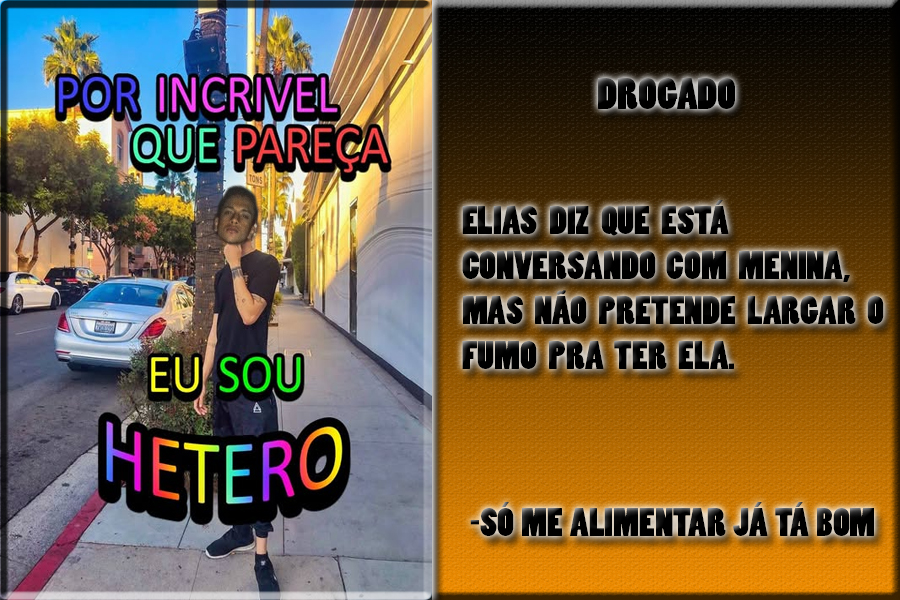 POR INCRIVEL
QUE PAREÇA
EU SOU
HETERO
DROGADO
ELIAS DIZ QUE ESTÁ
CONVERSANDO COM MENINA,
MAS NÃO PRETENDE LARGAR O
FUMO PRA TER ELA.
-SÓ ME ALIMENTAR JÁ TÁ BOM